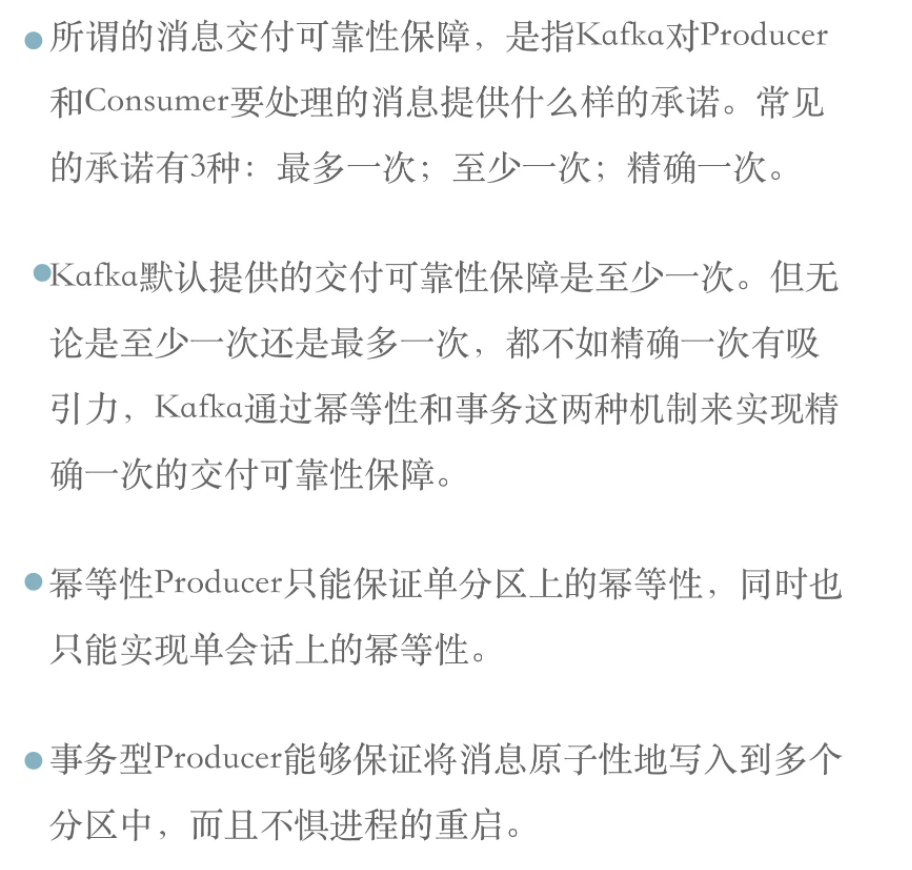 所谓的消息交付可靠性保障，是指Kafka对Producer
和Consumer要处理的消息提供什么样的承诺。常见
的承诺有3种：最多一次；至少一次；精确一次。
Kafka默认提供的交付可靠性保障是至少一次。但无
论是至少一次还是最多一次，都不如精确一次有吸
引力，Kafka通过幂等性和事务这两种机制来实现精
确一次的交付可靠性保障。
幂等性Producer只能保证单分区上的幂等性，同时也
只能实现单会话上的幂等性。
事务型Producer能够保证将消息原子性地写入到多个
分区中，而且不惧进程的重启。